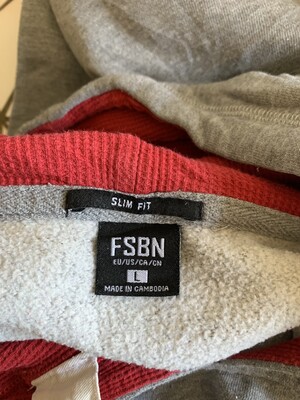 SLIM FIT
FSBN
EU/US/CA/CN
L
MADE IN CAMBODIA